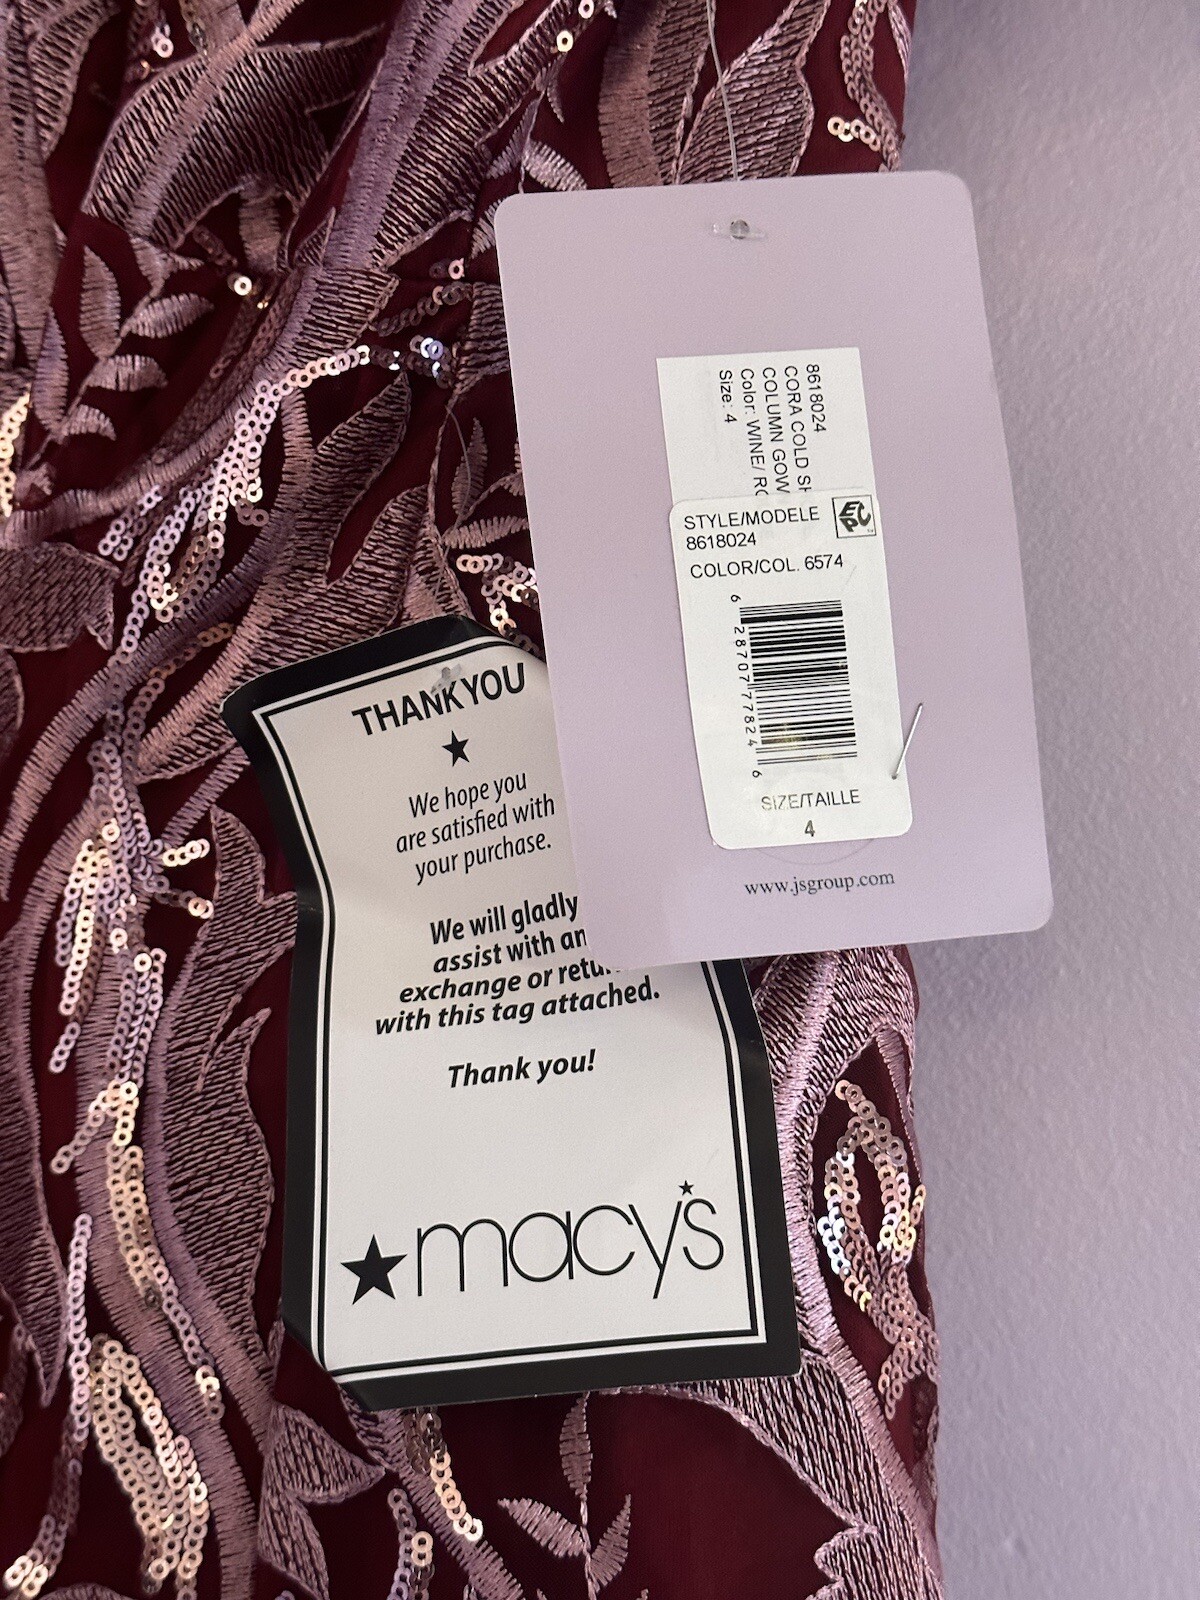 8618024
CORA COLD SH
COLUMN GOW
Color: WINE/ RO
Size: 4
STYLE/MODELE
8618024
EPC
COLOR/COL. 6574
6 28707 77824 6
SIZE/TAILLE
4
www.jsgroup.com
THANK YOU
We hope you
are satisfied with
your purchase.
We will gladly
assist with an
exchange or retu
with this tag attached.
Thank you!
macy's